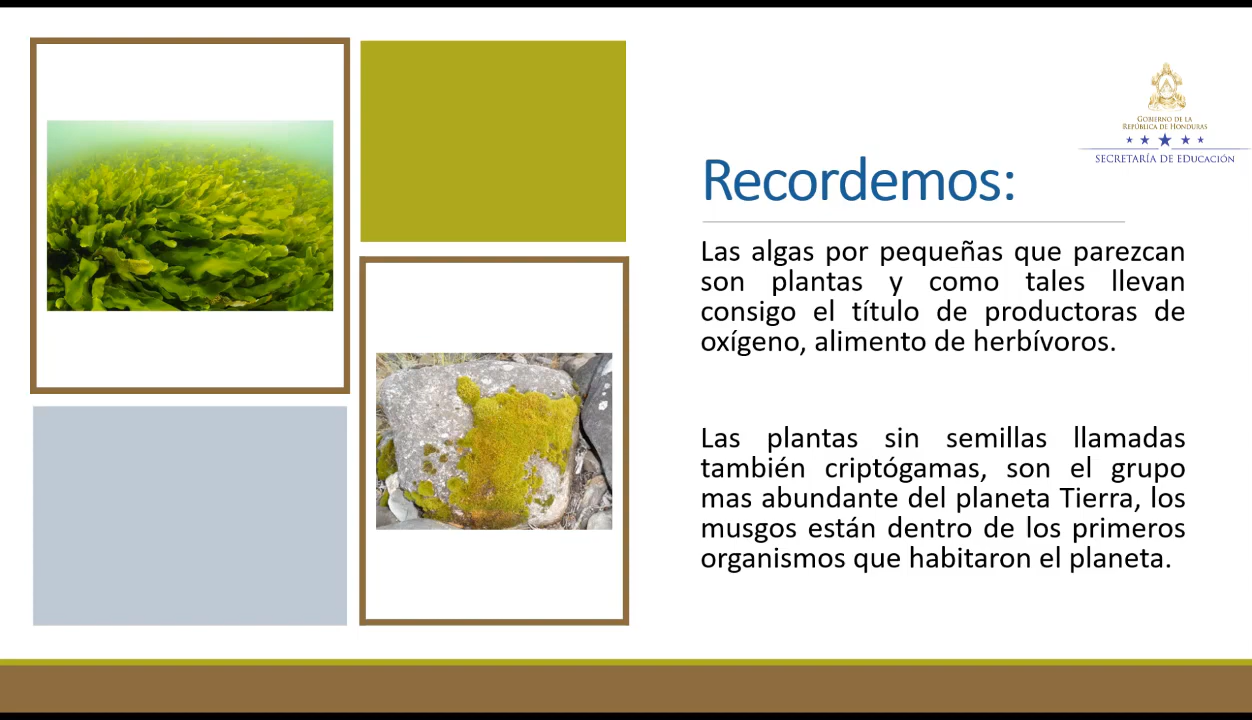 GOBIERNO DE LA
REPÚBLICA DE HONDURAS
SECRETARÍA DE EDUCACIÓN
Recordemos:
Las algas por pequeñas que parezcan
son plantas y como tales llevan
consigo el título de productoras de
oxígeno, alimento de herbívoros.
Las plantas sin semillas llamadas
también criptógamas, son el grupo
mas abundante del planeta Tierra, los
musgos están dentro de los primeros
organismos que habitaron el planeta.